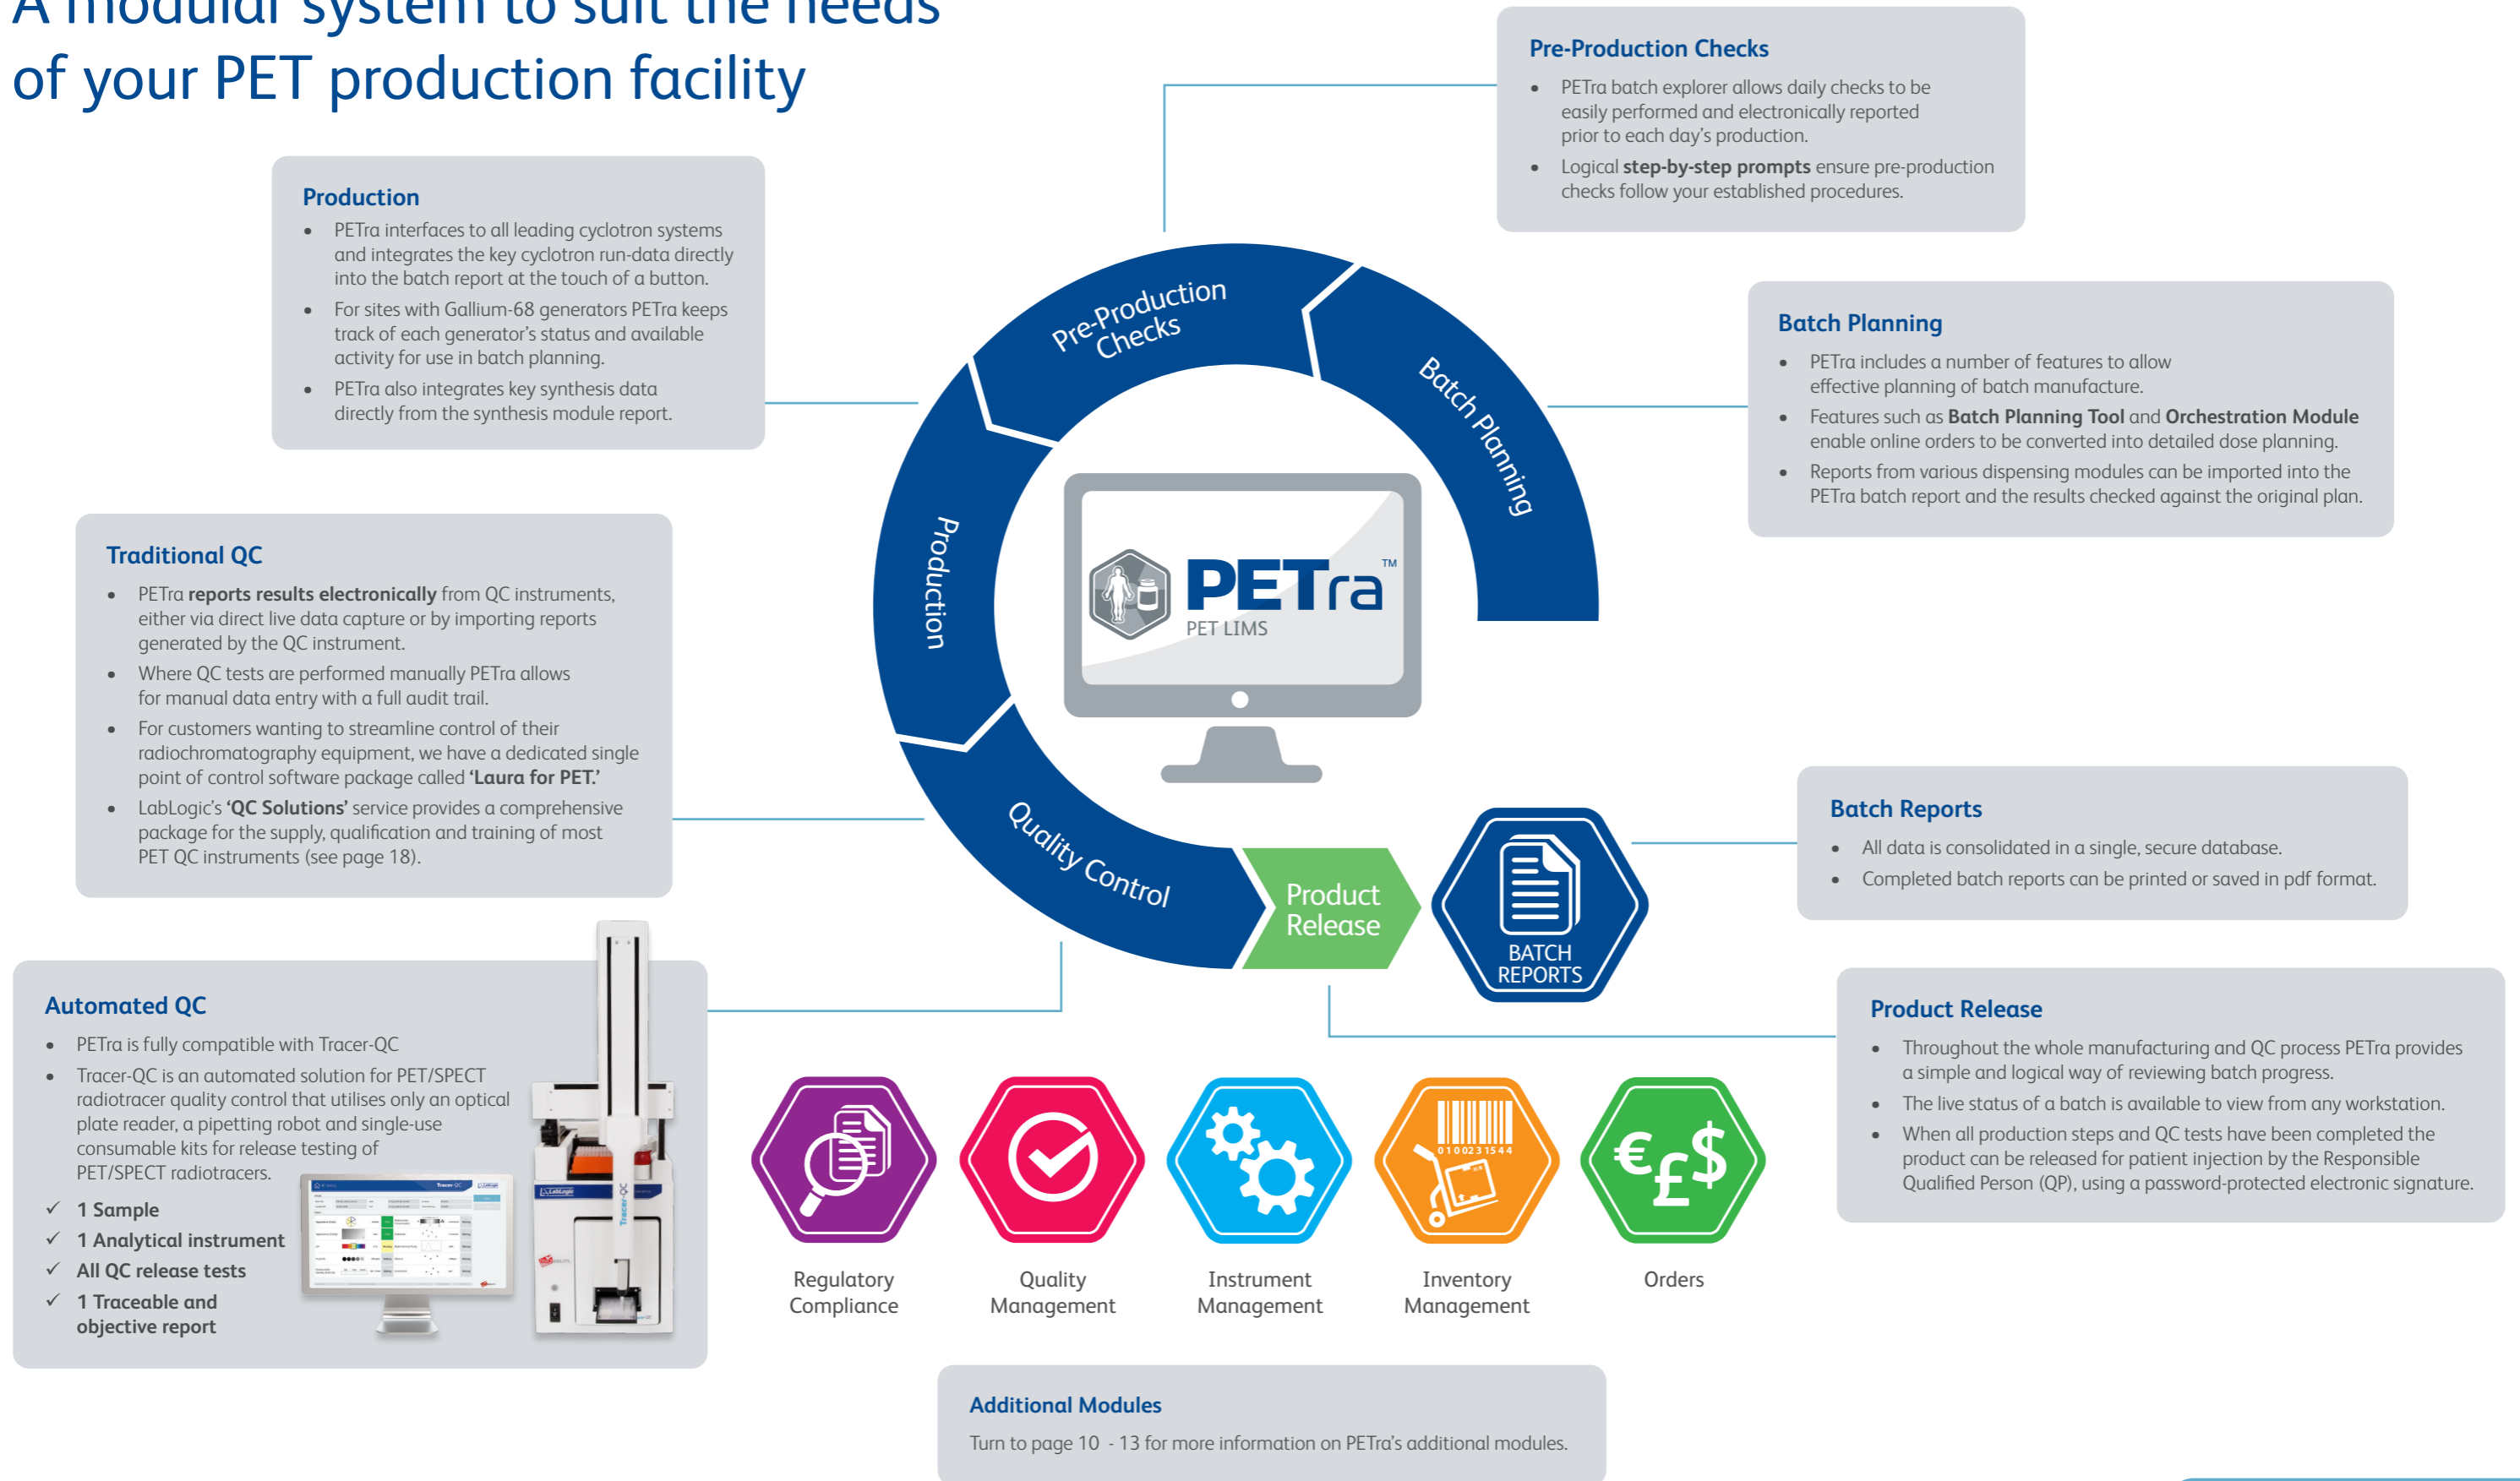 A modular system to suit the needs
of your PET production facility
Pre-Production Checks
• PETra batch explorer allows daily checks to be
easily performed and electronically reported
prior to each day's production.
• Logical step-by-step prompts ensure pre-production
checks follow your established procedures.
Production
• PETra interfaces to all leading cyclotron systems
and integrates the key cyclotron run-data directly
into the batch report at the touch of a button.
• For sites with Gallium-68 generators PETra keeps
track of each generator's status and available
activity for use in batch planning.
• PETra also integrates key synthesis data
directly from the synthesis module report.
Batch Planning
• PETra includes a number of features to allow
effective planning of batch manufacture.
• Features such as Batch Planning Tool and Orchestration Module
enable online orders to be converted into detailed dose planning.
• Reports from various dispensing modules can be imported into the
PETra batch report and the results checked against the original plan.
Pre-Production
Checks
Batch Planning
Production
Quality Control
Product
Release
PETra™
PET LIMS
Traditional QC
• PETra reports results electronically from QC instruments,
either via direct live data capture or by importing reports
generated by the QC instrument.
• Where QC tests are performed manually PETra allows
for manual data entry with a full audit trail.
• For customers wanting to streamline control of their
radiochromatography equipment, we have a dedicated single
point of control software package called ‘Laura for PET.’
• LabLogic's ‘QC Solutions’ service provides a comprehensive
package for the supply, qualification and training of most
PET QC instruments (see page 18).
BATCH
REPORTS
Batch Reports
• All data is consolidated in a single, secure database.
• Completed batch reports can be printed or saved in pdf format.
Automated QC
• PETra is fully compatible with Tracer-QC
• Tracer-QC is an automated solution for PET/SPECT
radiotracer quality control that utilises only an optical
plate reader, a pipetting robot and single-use
consumable kits for release testing of
PET/SPECT radiotracers.
✓ 1 Sample
✓ 1 Analytical instrument
✓ All QC release tests
✓ 1 Traceable and
objective report
Tracer-QC
LabLogic
Tracer-QC
Product Release
• Throughout the whole manufacturing and QC process PETra provides
a simple and logical way of reviewing batch progress.
• The live status of a batch is available to view from any workstation.
• When all production steps and QC tests have been completed the
product can be released for patient injection by the Responsible
Qualified Person (QP), using a password-protected electronic signature.
0 1 0 0 2 3 1 5 4 4
€£$
Regulatory
Compliance
Quality
Management
Instrument
Management
Inventory
Management
Orders
Additional Modules
Turn to page 10 - 13 for more information on PETra's additional modules.